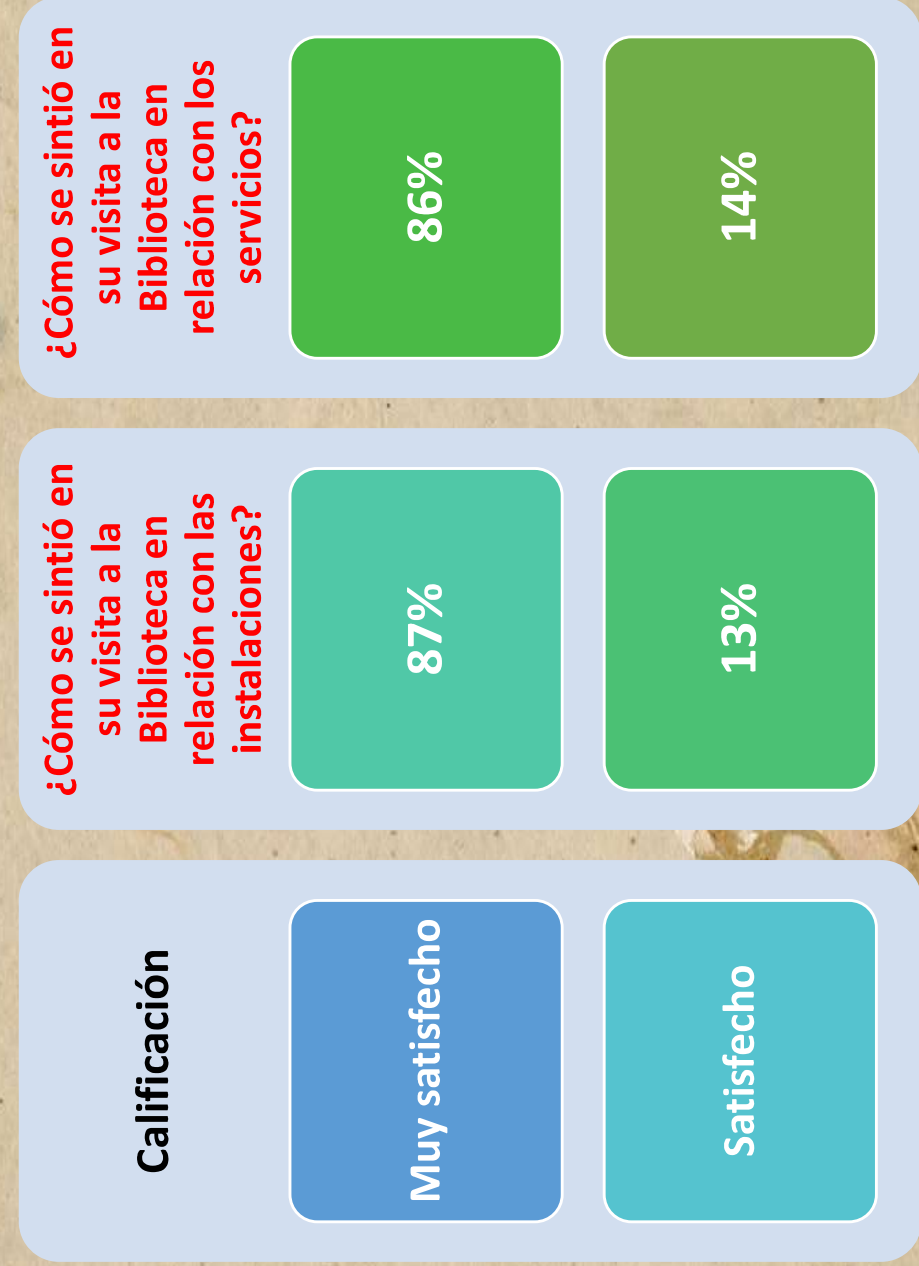 Calificación
Muy satisfecho
Satisfecho
¿Cómo se sintió en
su visita a la
Biblioteca en
relación con las
instalaciones?
87%
13%
¿Cómo se sintió en
su visita a la
Biblioteca en
relación con los
servicios?
86%
14%